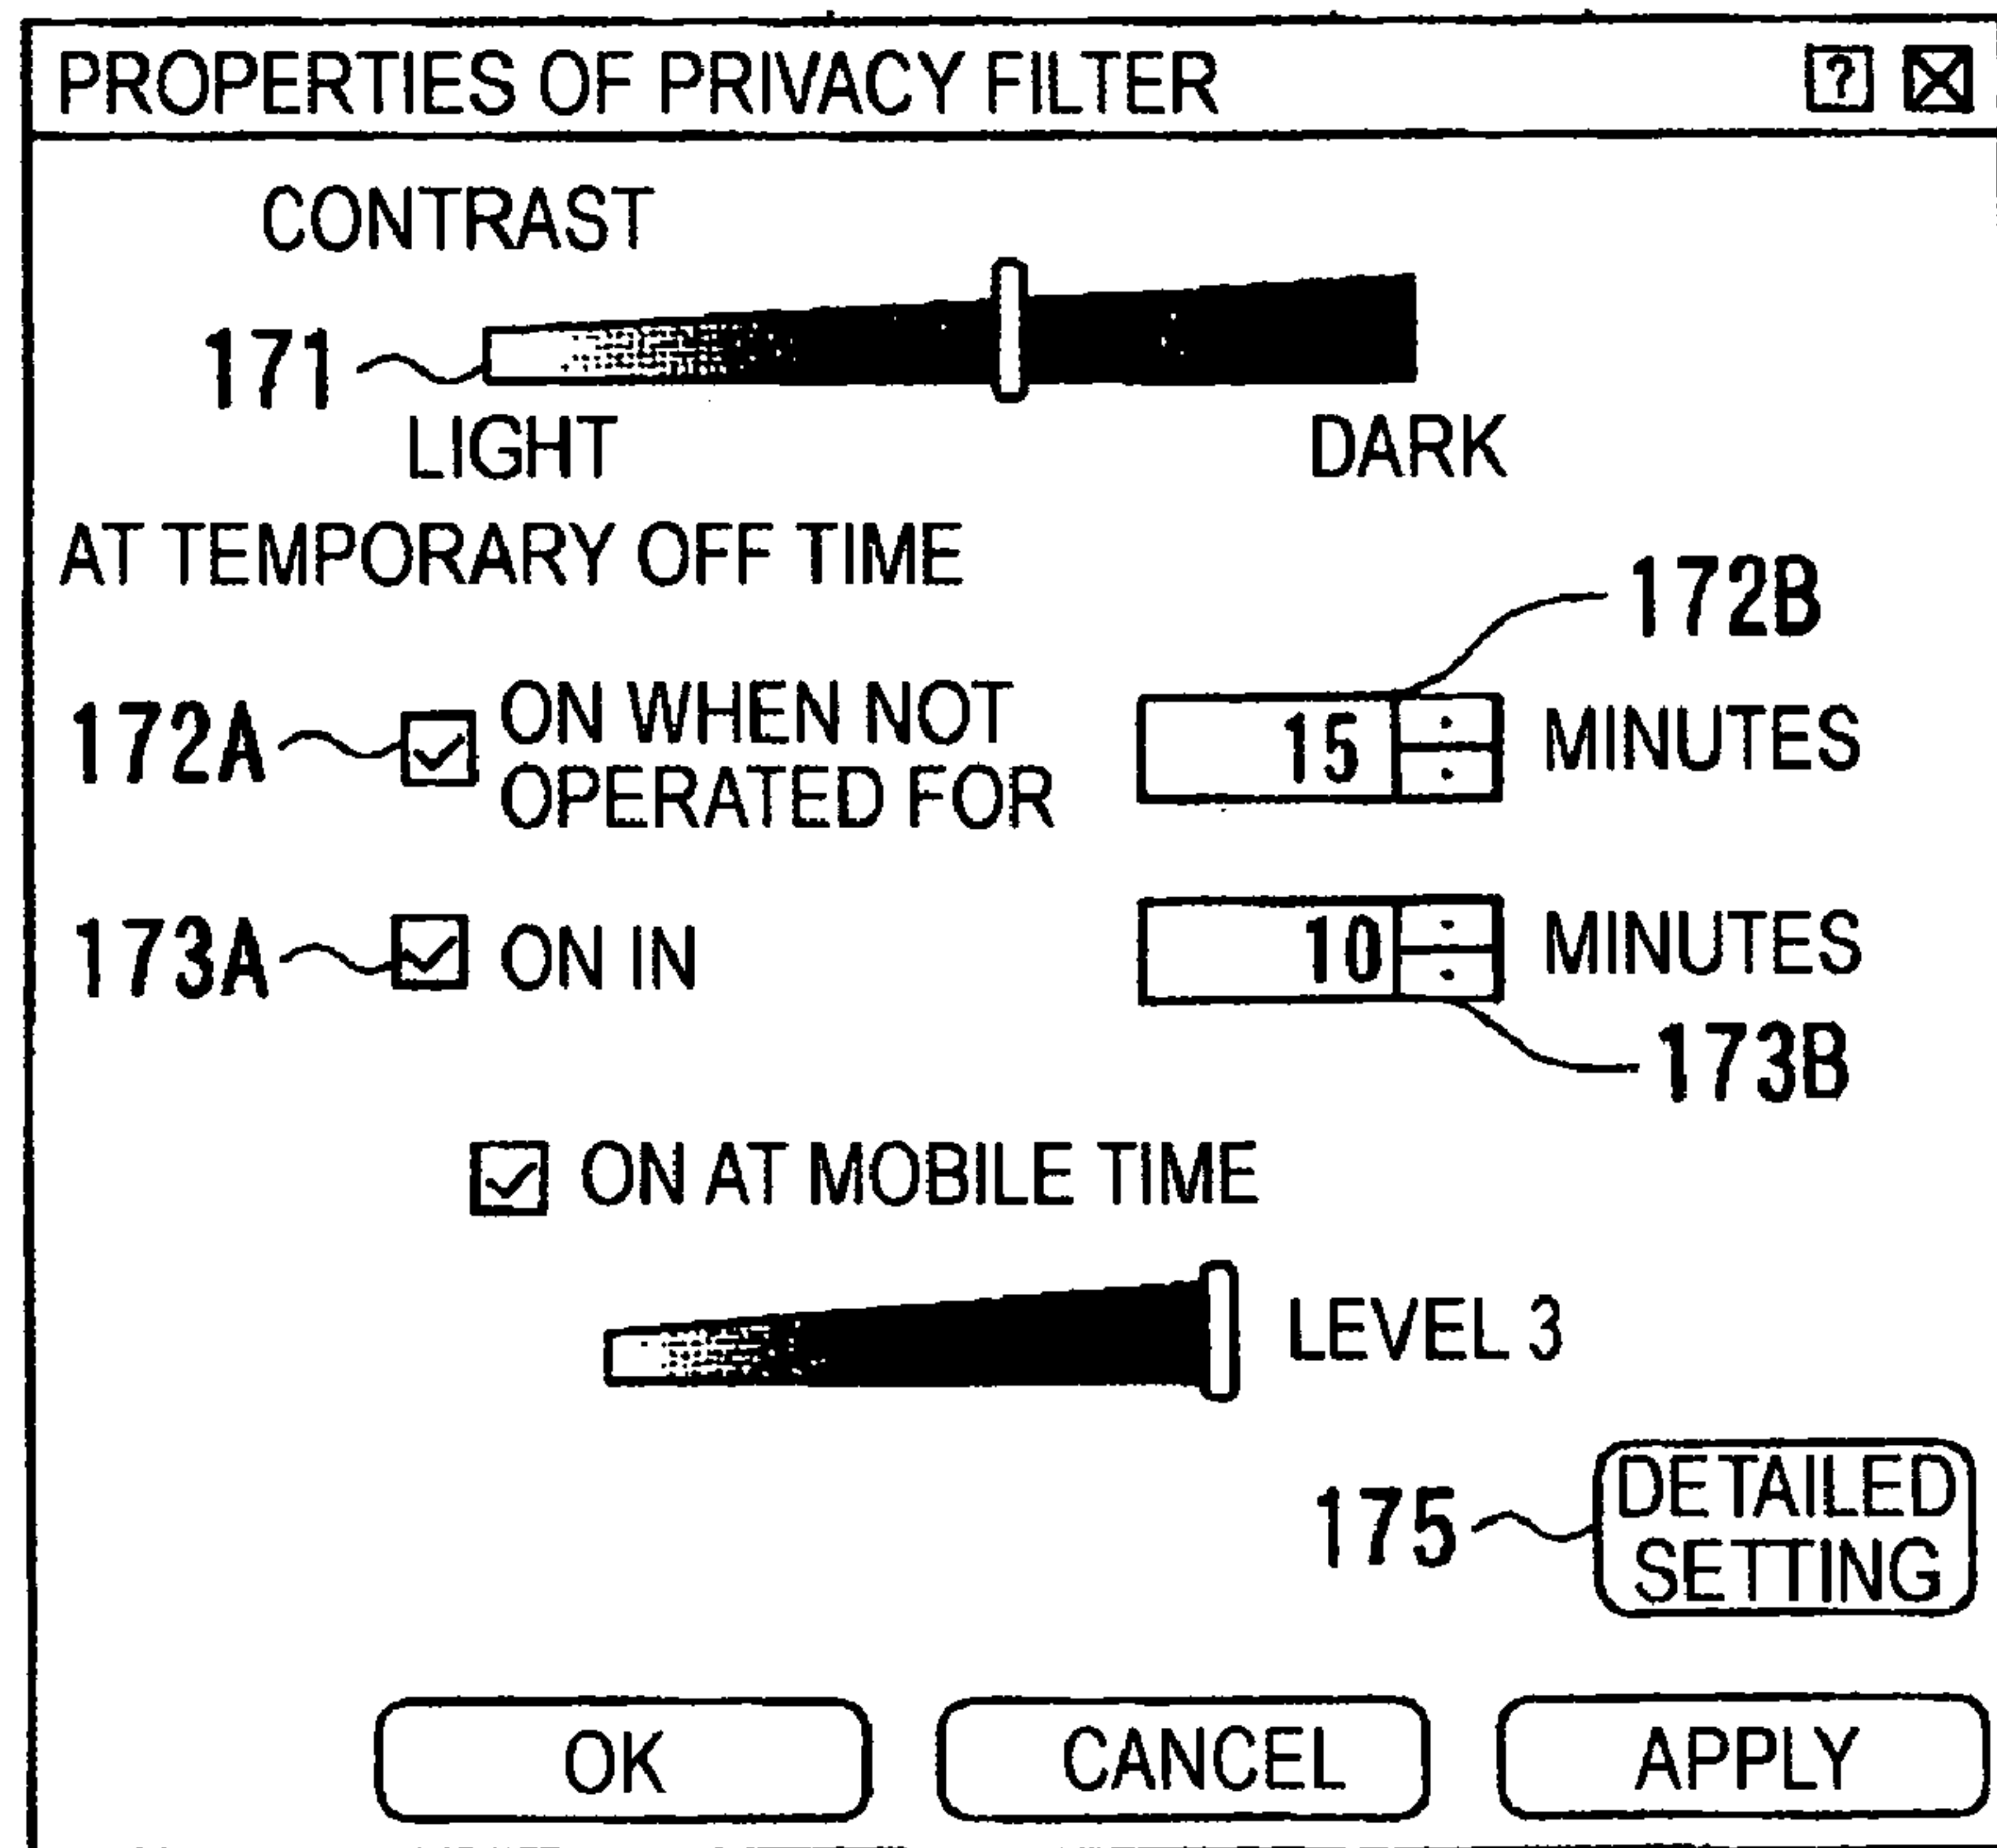 PROPERTIES OF PRIVACY FILTER ?
CONTRAST
171
LIGHT DARK
AT TEMPORARY OFF TIME
172B
172A ON WHEN NOT
OPERATED FOR 15 MINUTES
173A ON IN 10 MINUTES
173B
ON AT MOBILE TIME
LEVEL 3
175 DETAILED
SETTING
OK CANCEL APPLY